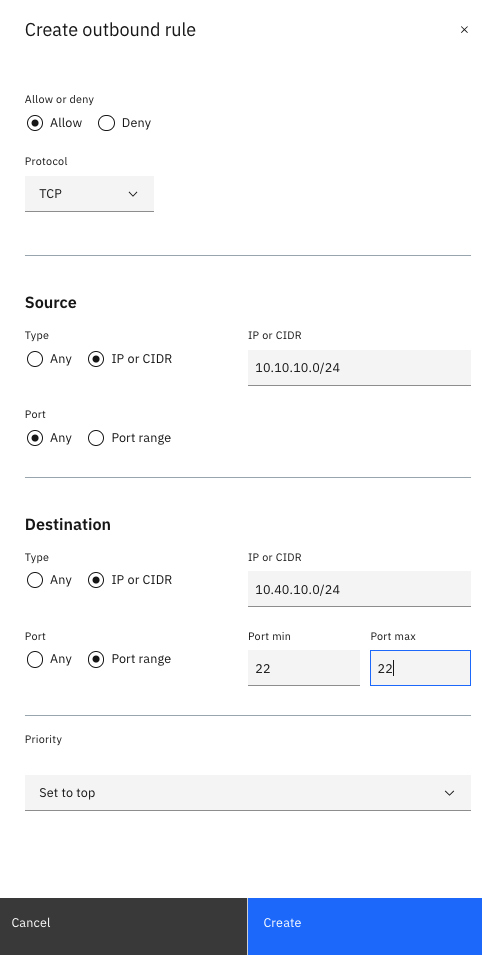 Create outbound rule
Allow or deny
Allow Deny
Protocol
TCP
Source
Type IP or CIDR
Any IP or CIDR 10.10.10.0/24
Port
Any Port range
Destination
Type IP or CIDR
Any IP or CIDR 10.40.10.0/24
Port Port min Port max
Any Port range 22 22
Priority
Set to top
Cancel Create